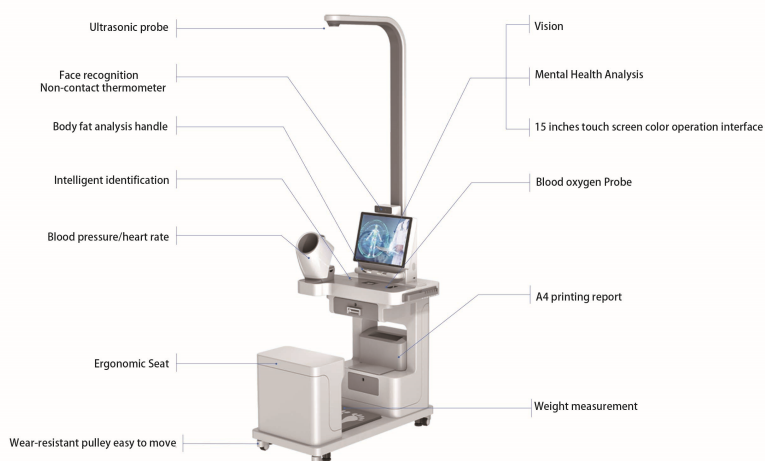 Ultrasonic probe
Face recognition
Non-contact thermometer
Body fat analysis handle
Intelligent identification
Blood pressure/heart rate
Ergonomic Seat
Wear-resistant pulley easy to move
Vision
Mental Health Analysis
15 inches touch screen color operation interface
Blood oxygen Probe
A4 printing report
Weight measurement